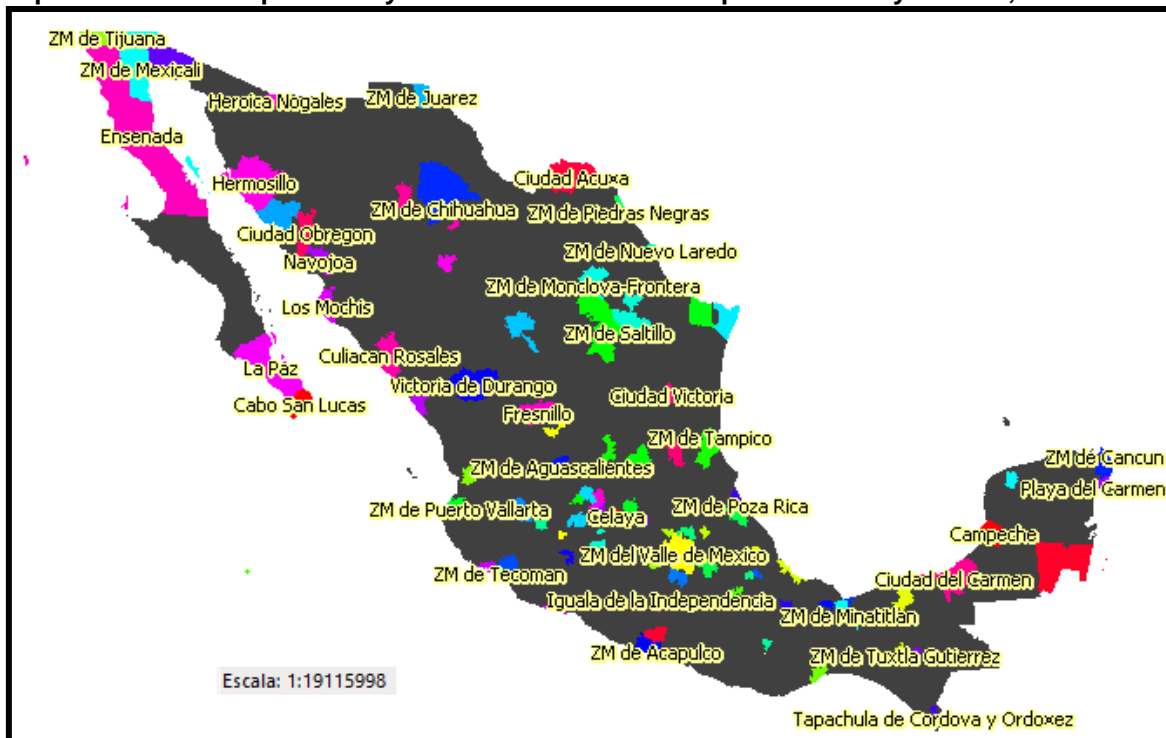 ZM de Tijuana
ZM de Mexicali
Heroica Nogales
ZM de Juarez
Ensenada
Hermosillo
Ciudad Acuxa
ZM de Chihuahua
ZM de Piedras Negras
Ciudad Obregon
ZM de Nuevo Laredo
Navojoa
ZM de Monclova-Frontera
Los Mochis
ZM de Saltillo
Culiacan Rosales
La Paz
Victoria de Durango
Ciudad Victoria
Cabo San Lucas
Fresnillo
ZM de Tampico
ZM de Aguascalientes
ZM de Cancun
Playa del Carmen
ZM de Puerto Vallarta
Celaya
ZM de Poza Rica
Campeche
ZM del Valle de Mexico
ZM de Tecoman
Ciudad del Carmen
Iguala de la Independencia
ZM de Minatitlan
ZM de Acapulco
ZM de Tuxtla Gutierrez
Escala: 1:19115998
Tapachula de Cordova y Ordoxez